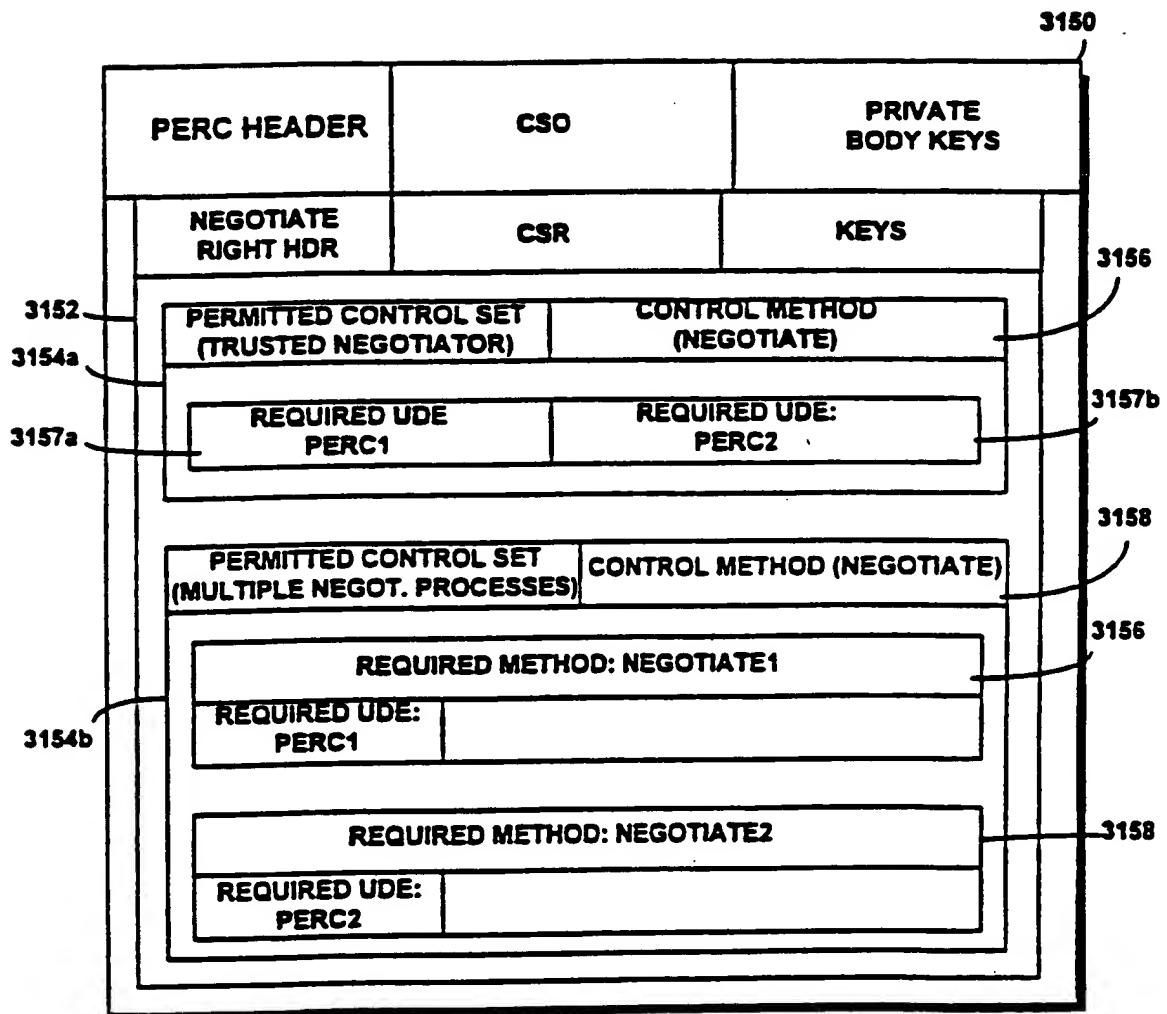 3150
PERC HEADER
CSO
PRIVATE
BODY KEYS
NEGOTIATE
RIGHT HDR
CSR
KEYS
3156
3152
PERMITTED CONTROL SET
(TRUSTED NEGOTIATOR)
CONTROL METHOD
(NEGOTIATE)
3154a
REQUIRED UDE
PERC1
REQUIRED UDE:
PERC2
3157b
3157a
3158
PERMITTED CONTROL SET
(MULTIPLE NEGOT. PROCESSES)
CONTROL METHOD (NEGOTIATE)
3156
REQUIRED METHOD: NEGOTIATE1
REQUIRED UDE:
PERC1
3154b
REQUIRED METHOD: NEGOTIATE2
3158
REQUIRED UDE:
PERC2